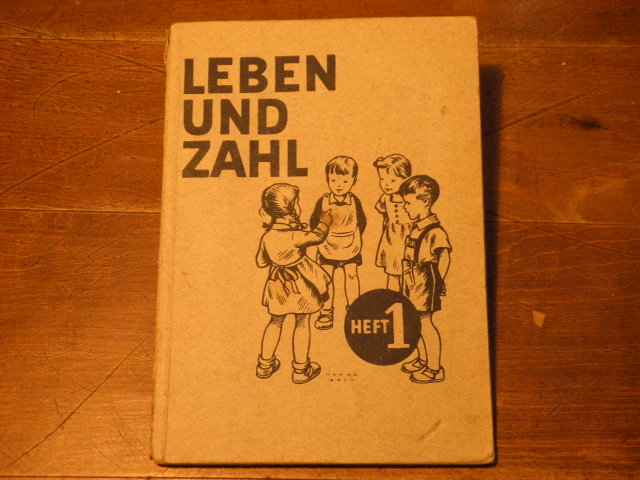 LEBEN
UND
ZAHL
HEFT 1